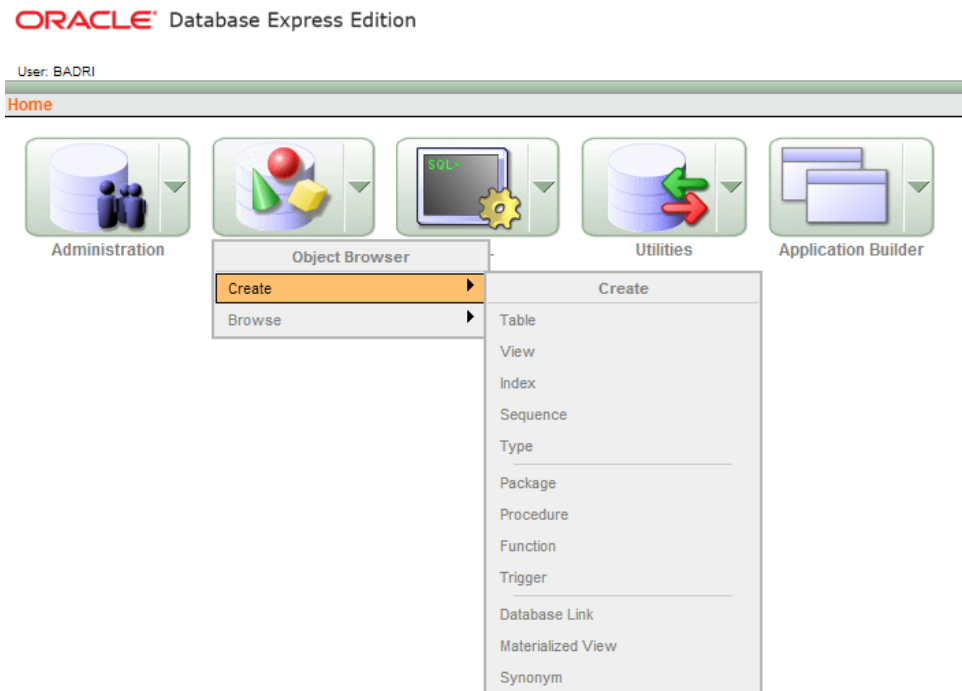 ORACLE® Database Express Edition
User: BADRI
Home
SQL>
Administration
Utilities
Application Builder
Object Browser
Create
Browse
Create
Table
View
Index
Sequence
Type
Package
Procedure
Function
Trigger
Database Link
Materialized View
Synonym